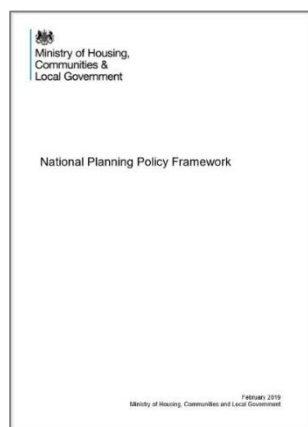 Ministry of Housing,
Communities &
Local Government
National Planning Policy Framework
February 2019
Ministry of Housing, Communities and Local Government